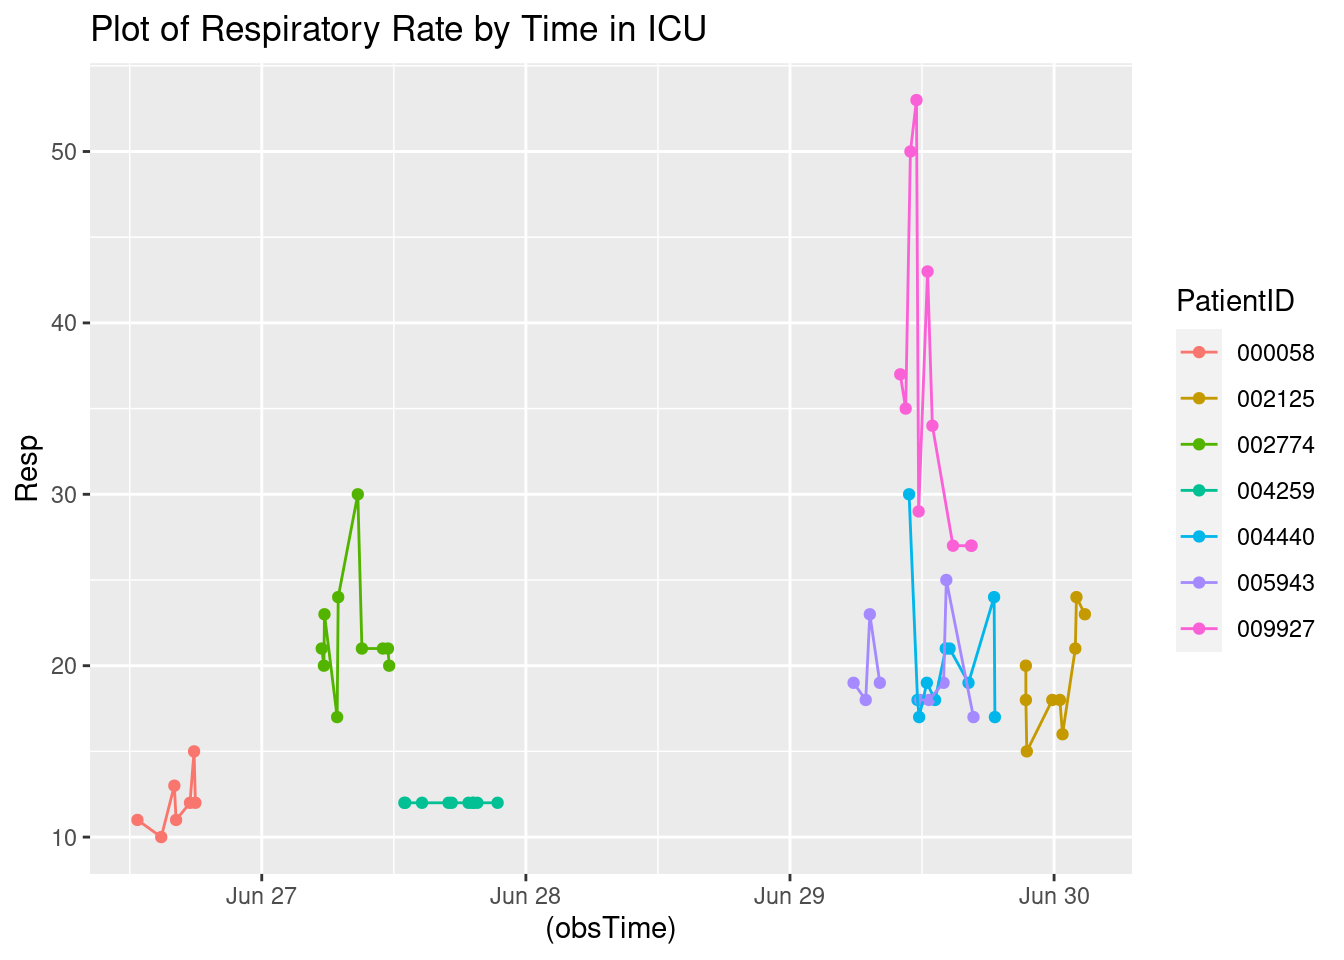 Plot of Respiratory Rate by Time in ICU
50
40
30
20
10
Resp
Jun 27
Jun 28
Jun 29
Jun 30
(obsTime)
PatientID
000058
002125
002774
004259
004440
005943
009927